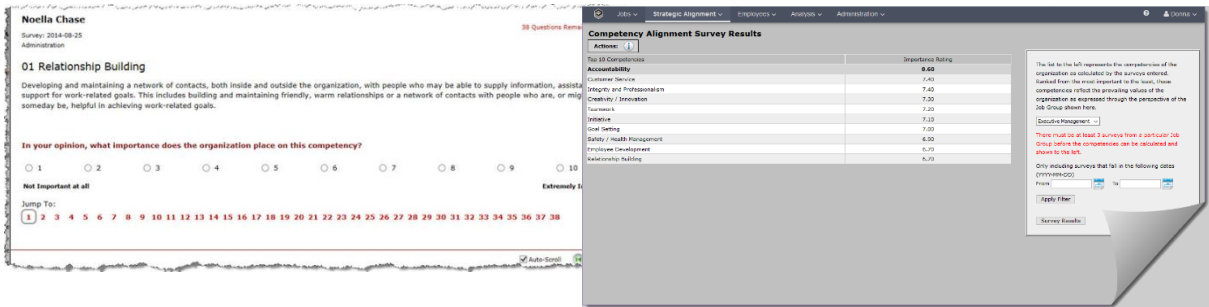 Noella Chase
38 Questions Rema
Survey: 2014-08-25
Administration
01 Relationship Building
Developing and maintaining a network of contacts, both inside and outside the organization, with people who may be able to supply information, assista
support for work-related goals. This includes building and maintaining friendly, warm relationships or a network of contacts with people who are, or mig
someday be, helpful in achieving work-related goals.
In your opinion, what importance does the organization place on this competency?
1 2 3 4 5 6 7 8 9 10
Not Important at all
Extremely I
Jump To:
1 2 3 4 5 6 7 8 9 10 11 12 13 14 15 16 17 18 19 20 21 22 23 24 25 26 27 28 29 30 31 32 33 34 35 36 37 38
Auto-Scroll
Jobs Strategic Alignment Employees Analysis Administration
Donna
Competency Alignment Survey Results
Actions:
Top 10 Competencies Importance Rating
Accountability 8.60
Customer Service 7.40
Integrity and Professionalism 7.40
Creativity / Innovation 7.30
Teamwork 7.20
Initiative 7.10
Goal Setting 7.00
Safety / Health Management 6.90
Employee Development 6.70
Relationship Building 6.70
The list to the left represents the competencies of the
organization as calculated by the surveys entered.
Ranked from the most important to the least, these
competencies reflect the prevailing values of the
organization as expressed through the perspective of the
Job Group shown here.
Executive Management
There must be at least 3 surveys from a particular Job
Group before the competencies can be calculated and
shown to the left.
Only including surveys that fall in the following dates
(YYYY-MM-DD)
From To
Apply Filter
Survey Results